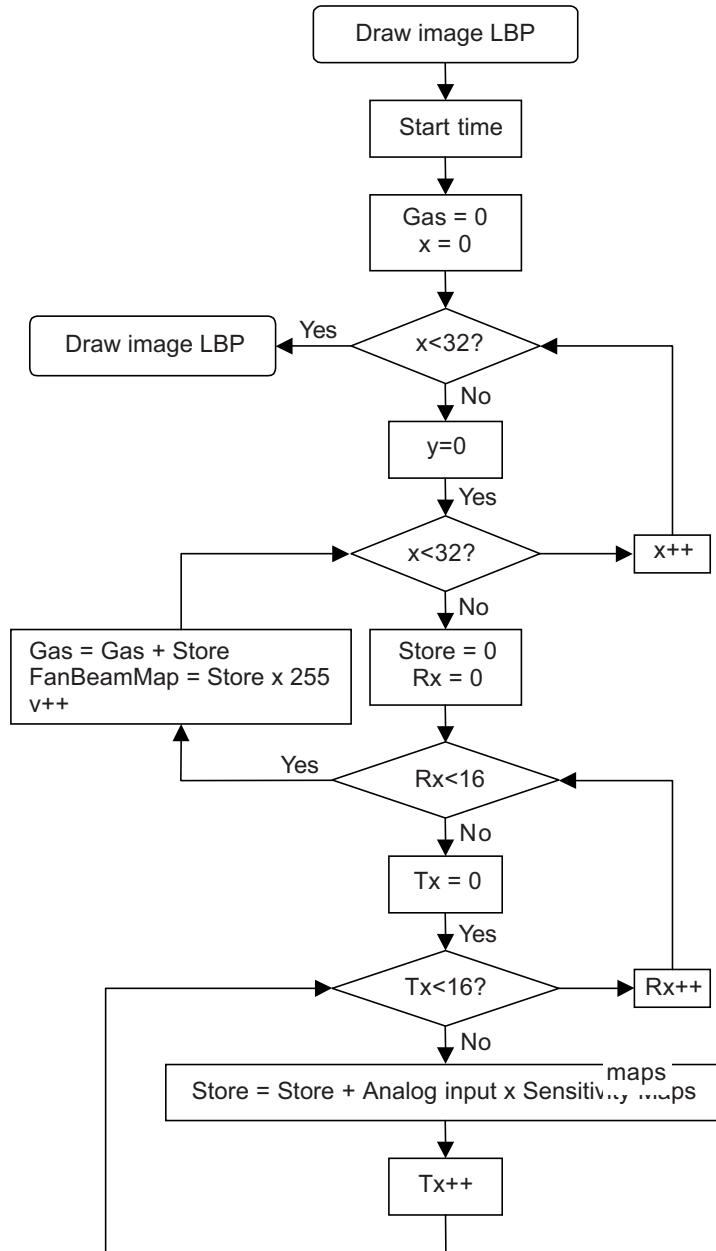 Draw image LBP
Start time
Gas = 0
x = 0
Yes
x<32?
Draw image LBP
No
y=0
Yes
x<32?
x++
No
Gas = Gas + Store
FanBeamMap = Store x 255
v++
Store = 0
Rx = 0
Yes
Rx<16
No
Tx = 0
Yes
Tx<16?
Rx++
No
maps
Store = Store + Analog input x Sensitivity Maps
Tx++